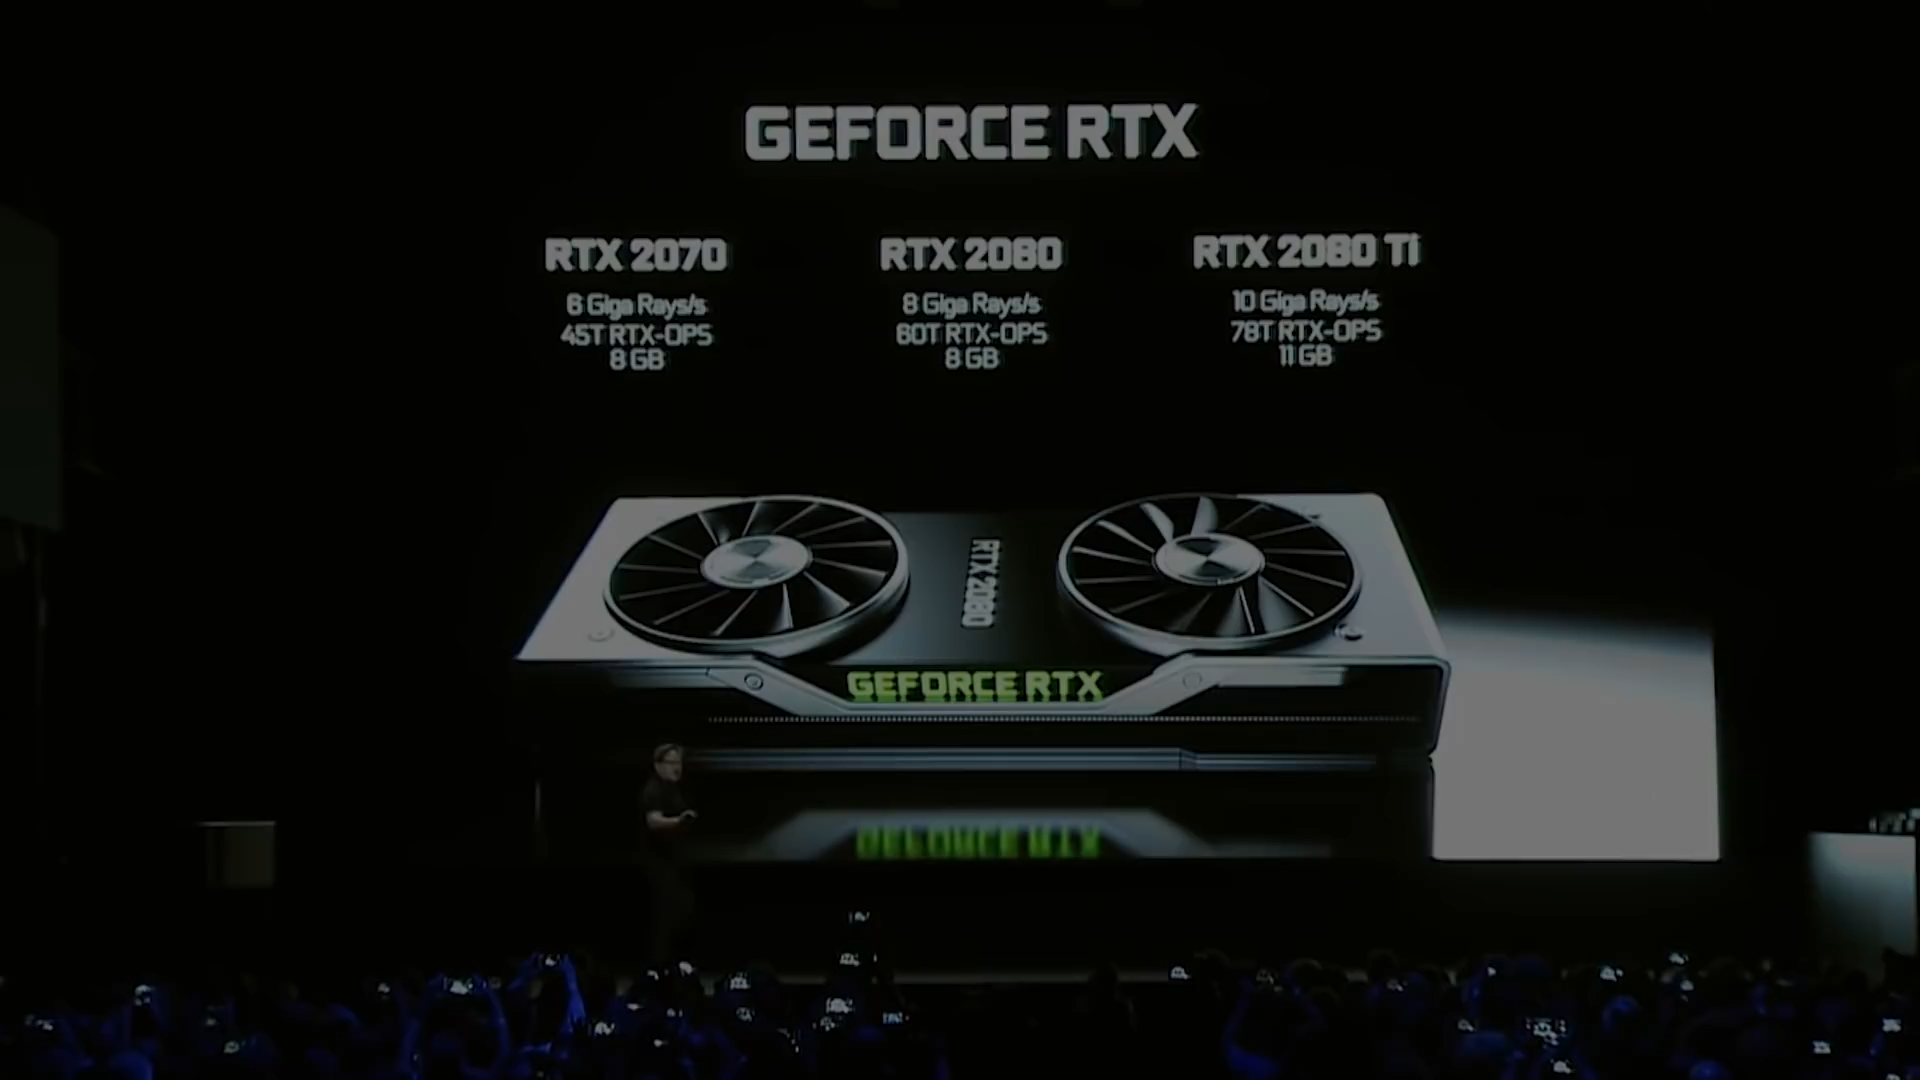 GEFORCE RTX
RTX 2070
6 Giga Rays/s
45T RTX-OPS
8 GB
RTX 2080
8 Giga Rays/s
60T RTX-OPS
8 GB
RTX 2080 Ti
10 Giga Rays/s
78T RTX-OPS
11 GB
RTX 2080
GEFORCE RTX